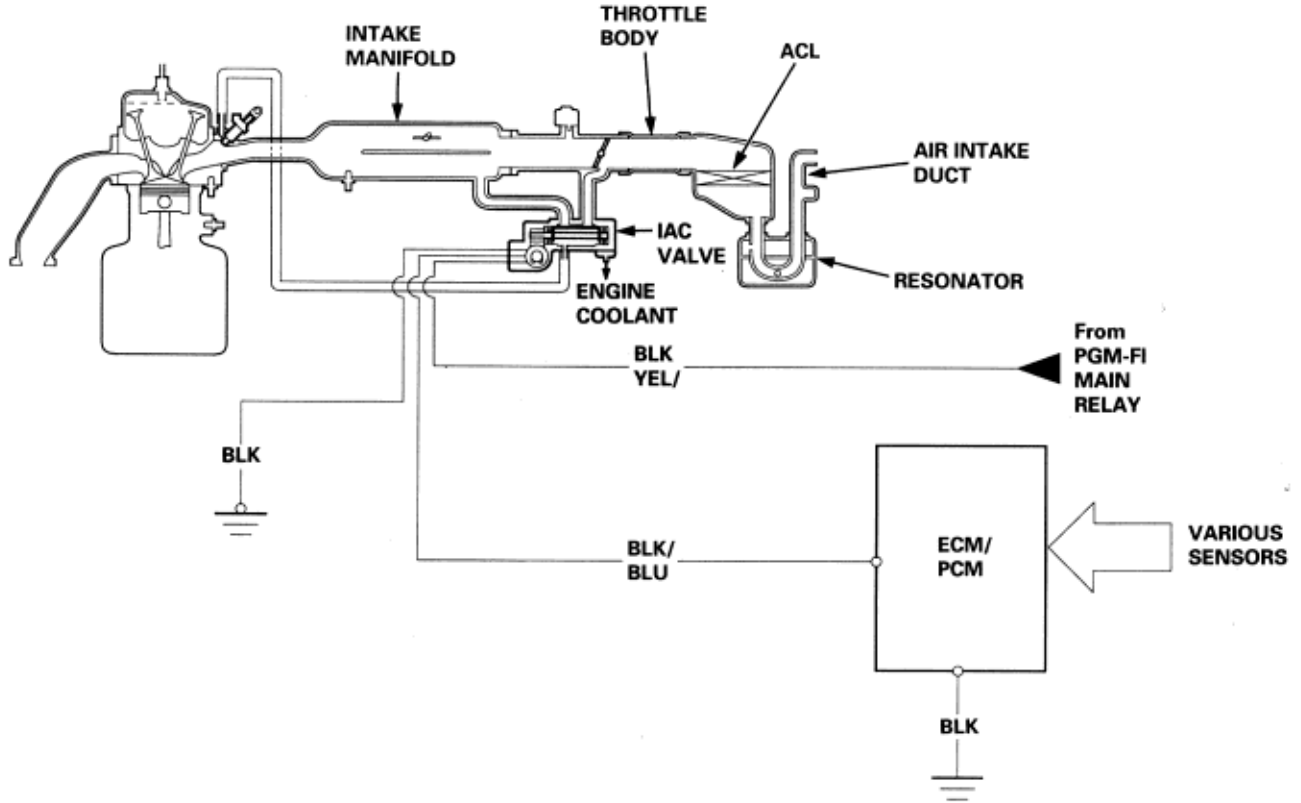 THROTTLE
BODY
INTAKE
MANIFOLD
ACL
AIR INTAKE
DUCT
IAC
VALVE
RESONATOR
ENGINE
COOLANT
From
PGM-FI
MAIN
RELAY
BLK
YEL/
BLK
BLK/
BLU
ECM/
PCM
VARIOUS
SENSORS
BLK